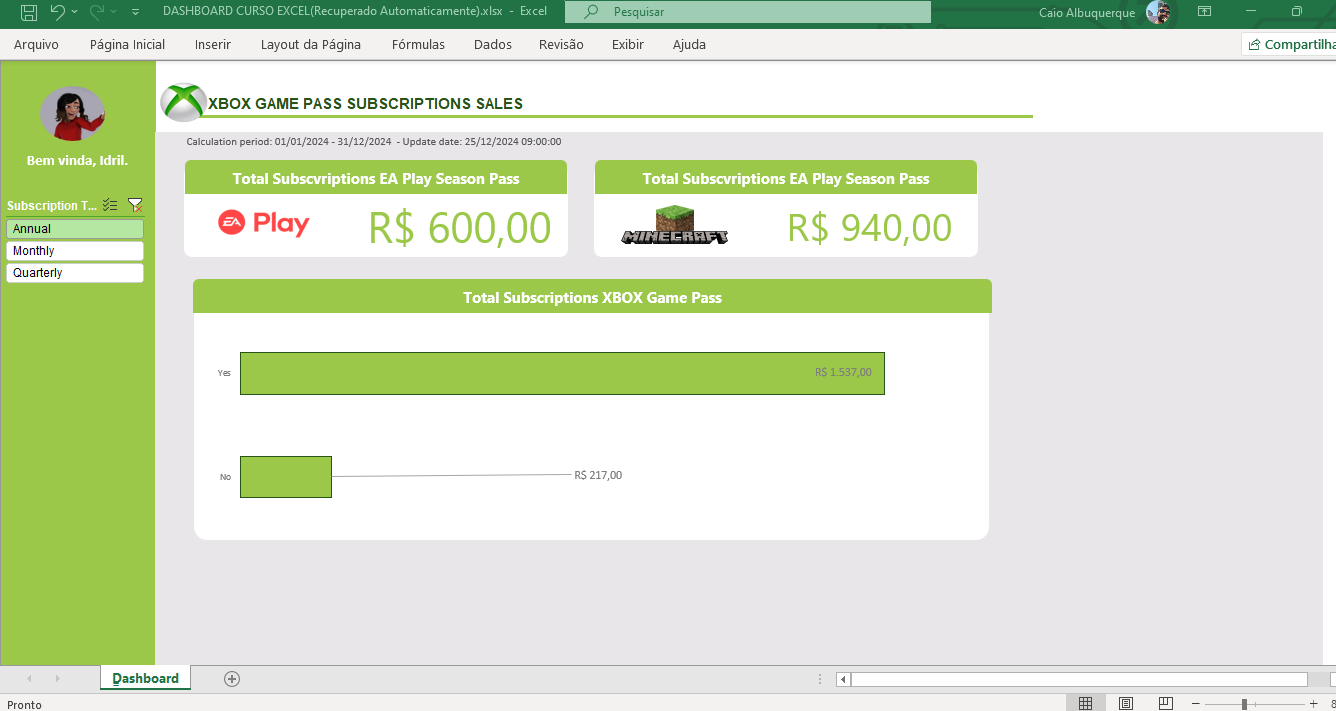 DASHBOARD CURSO EXCEL(Recuperado Automaticamente).xlsx - Excel
Pesquisar
Caio Albuquerque
Arquivo Página Inicial Inserir Layout da Página Fórmulas Dados Revisão Exibir Ajuda
Compartilha
XBOX GAME PASS SUBSCRIPTIONS SALES
Calculation period: 01/01/2024 - 31/12/2024 - Update date: 25/12/2024 09:00:00
Bem vinda, Idril.
Subscription T...
Annual
Monthly
Quarterly
Total Subscvriptions EA Play Season Pass
EA Play
R$ 600,00
Total Subscvriptions EA Play Season Pass
MINECRAFT
R$ 940,00
Total Subscriptions XBOX Game Pass
Yes
R$ 1.537,00
No
R$ 217,00
Dashboard
Pronto
8